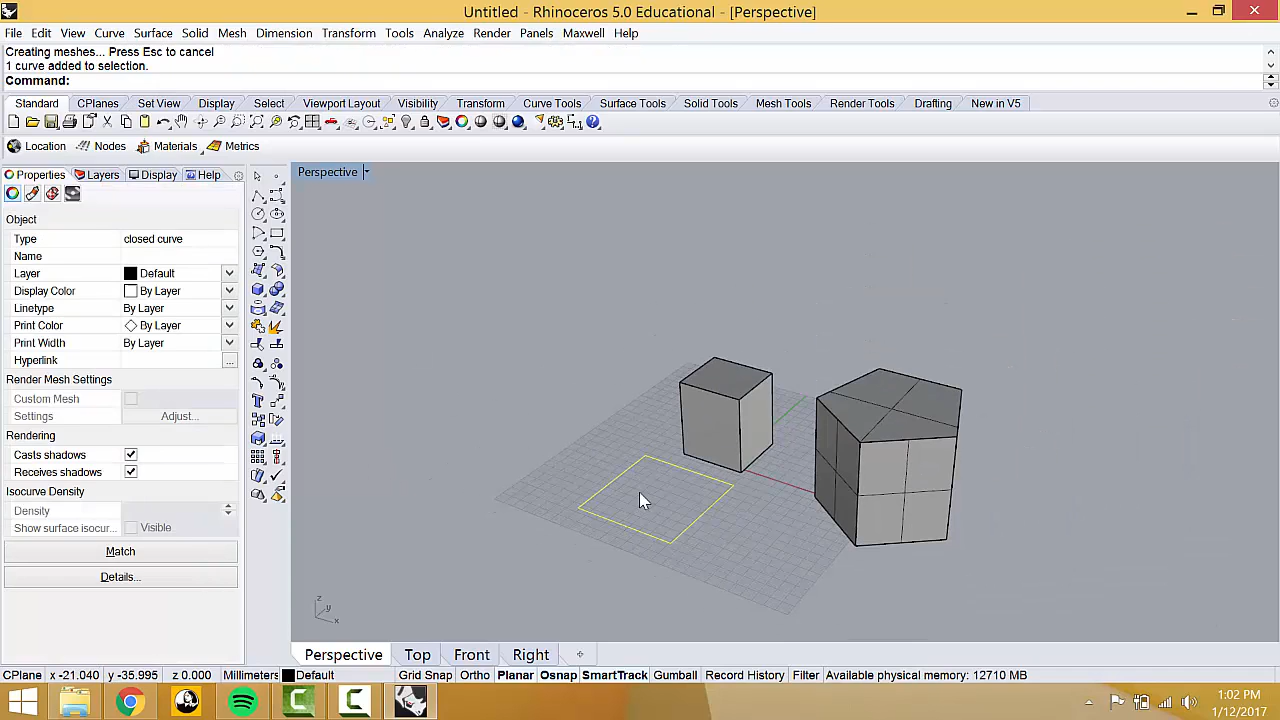 Untitled - Rhinoceros 5.0 Educational - [Perspective]
File Edit View Curve Surface Solid Mesh Dimension Transform Tools Analyze Render Panels Maxwell Help
Creating meshes... Press Esc to cancel
1 curve added to selection.
Command:
Standard CPlanes Set View Display Select Viewport Layout Visibility Transform Curve Tools Surface Tools Solid Tools Mesh Tools Render Tools Drafting New in V5
Location Nodes Materials Metrics
Properties Layers Display Help
Perspective
Object
Type closed curve
Name
Layer Default
Display Color By Layer
Linetype By Layer
Print Color By Layer
Print Width By Layer
Hyperlink ...
Render Mesh Settings
Custom Mesh
Settings Adjust...
Rendering
Casts shadows
Receives shadows
Isocurve Density
Density
Show surface isocur... Visible
Match
Details...
z
y
x
Perspective Top Front Right
CPlane x -21.040 y -35.995 z 0.000 Millimeters Default Grid Snap Ortho Planar Osnap SmartTrack Gumball Record History Filter Available physical memory: 12710 MB
1:02 PM
1/12/2017